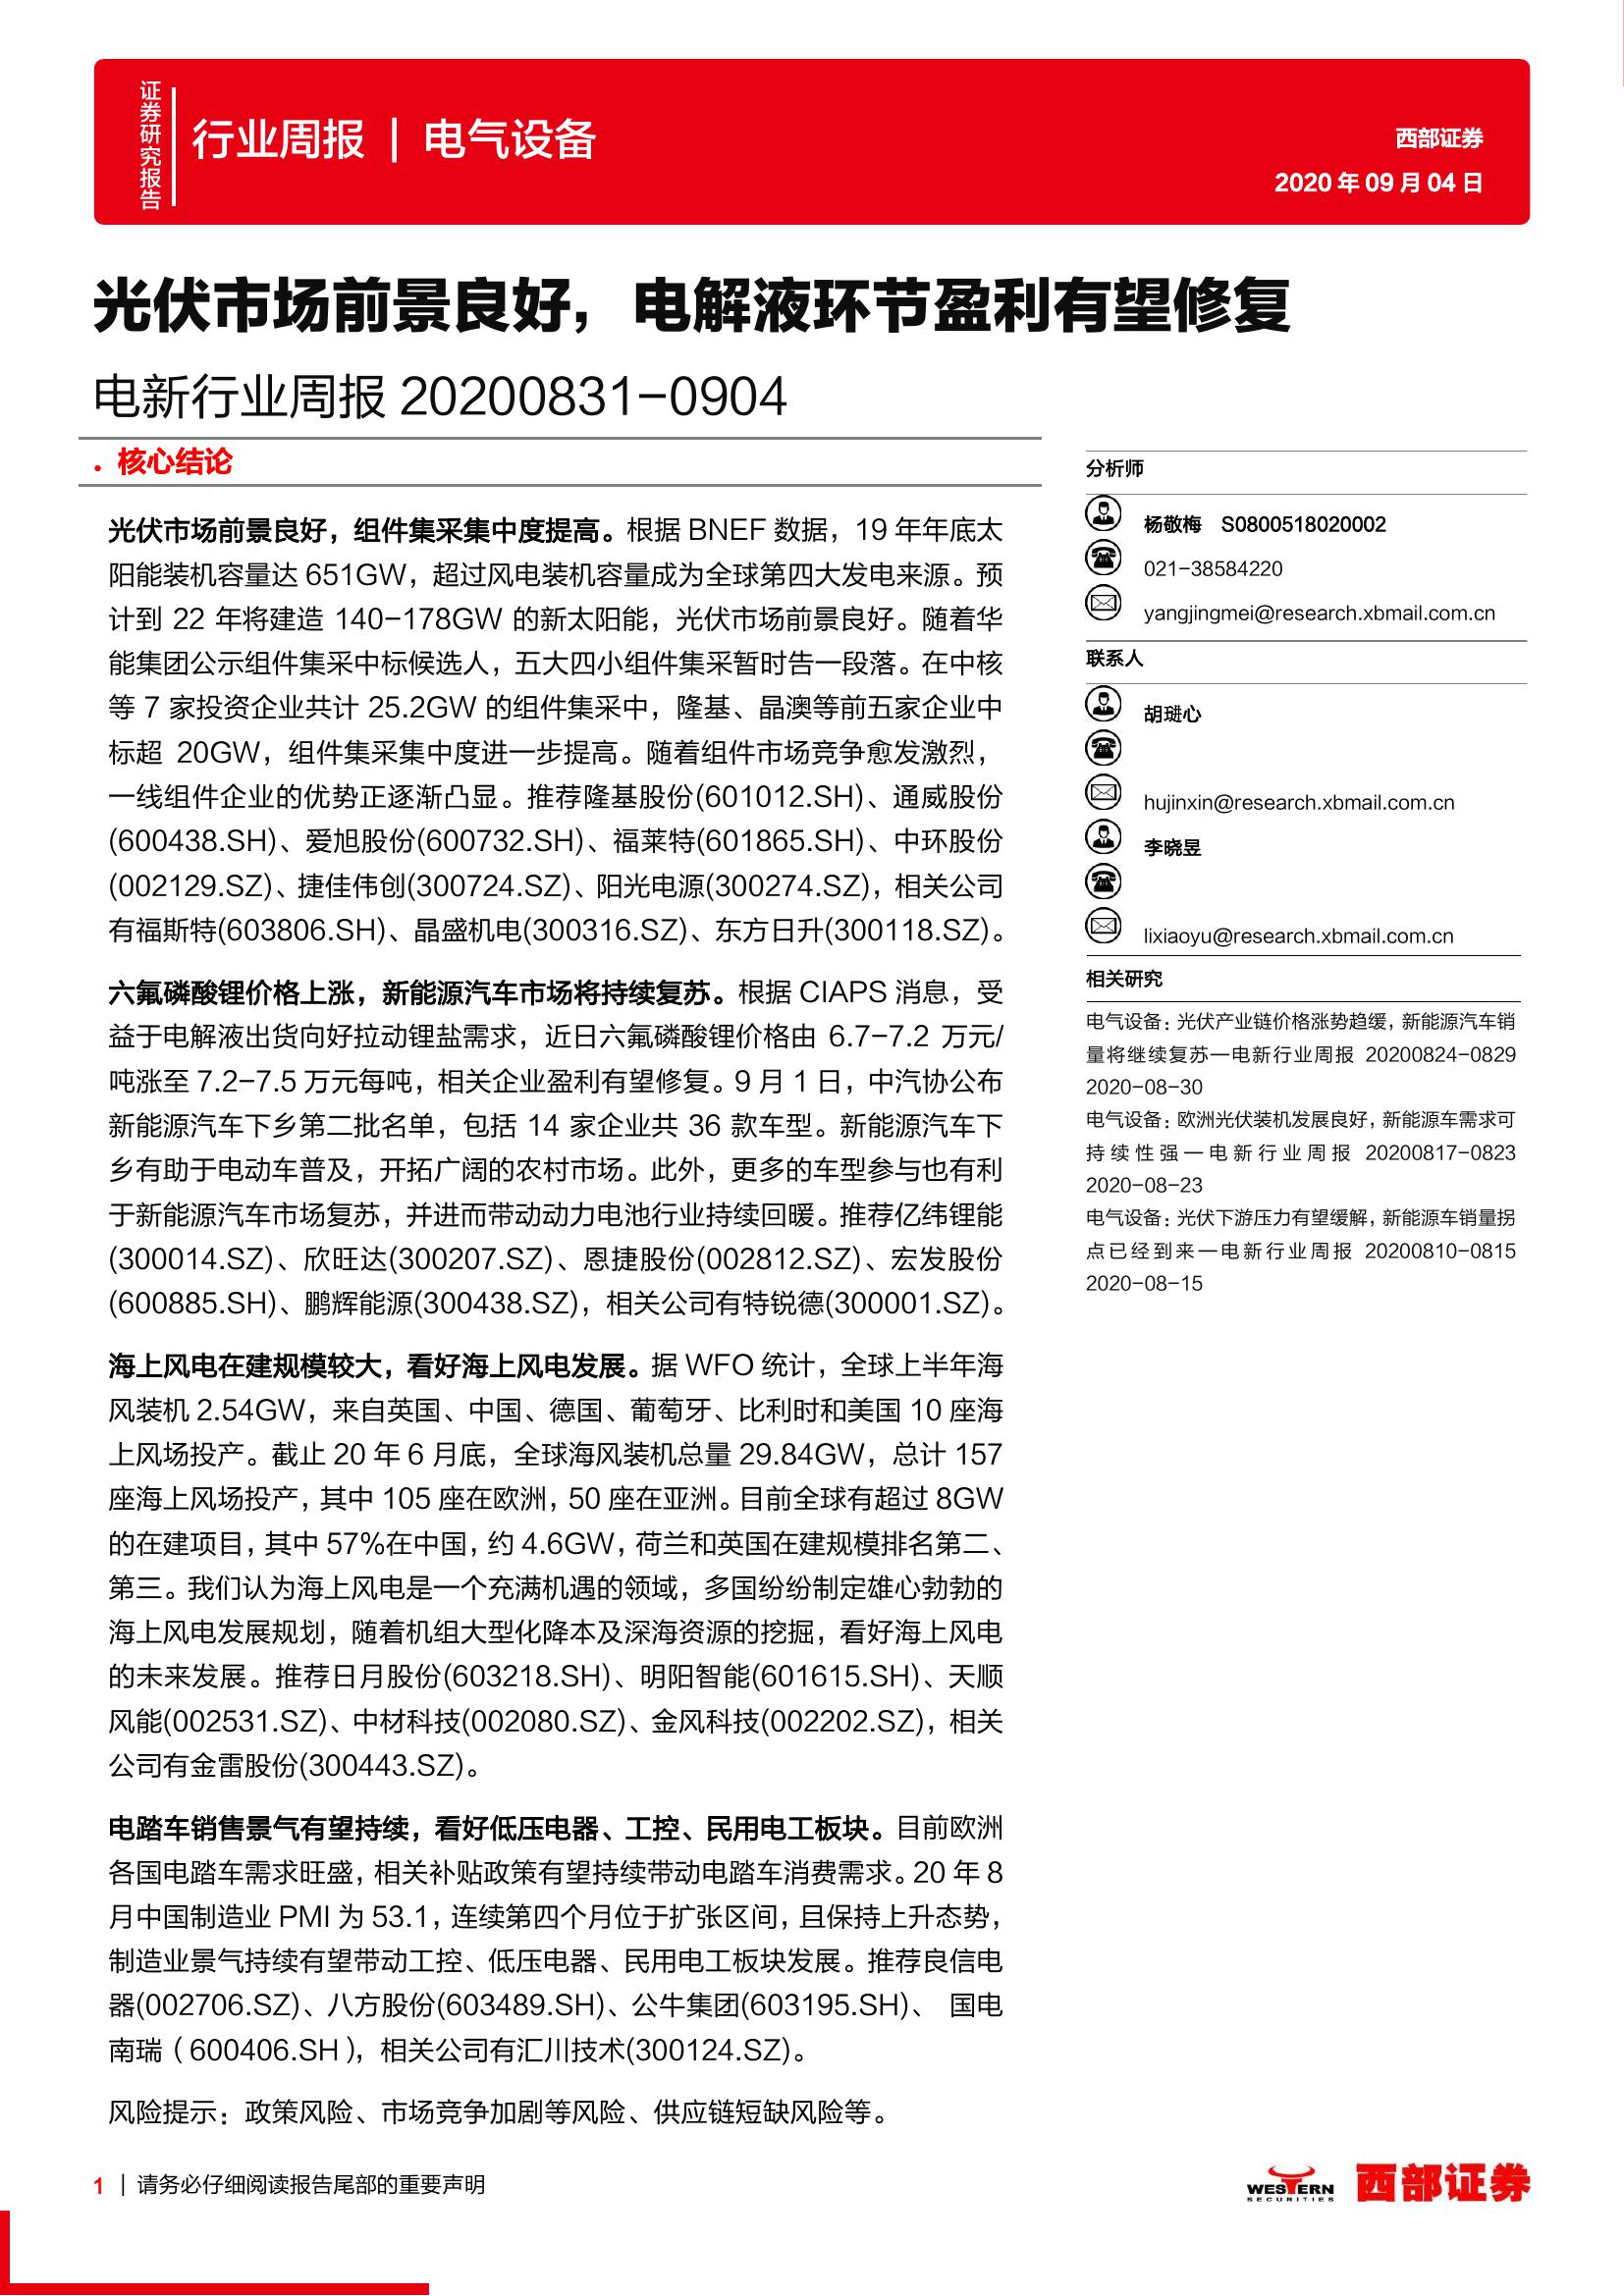 证券研究报告
行业周报 | 电气设备
西部证券
2020 年 09 月 04 日
光伏市场前景良好，电解液环节盈利有望修复
电新行业周报 20200831-0904
• 核心结论
光伏市场前景良好，组件集采集中度提高。根据 BNEF 数据，19 年年底太
阳能装机容量达 651GW，超过风电装机容量成为全球第四大发电来源。预
计到 22 年将建造 140-178GW 的新太阳能，光伏市场前景良好。随着华
能集团公示组件集采中标候选人，五大四小组件集采暂时告一段落。在中核
等 7 家投资企业共计 25.2GW 的组件集采中，隆基、晶澳等前五家企业中
标超 20GW，组件集采集中度进一步提高。随着组件市场竞争愈发激烈，
一线组件企业的优势正逐渐凸显。推荐隆基股份(601012.SH)、通威股份
(600438.SH)、爱旭股份(600732.SH)、福莱特(601865.SH)、中环股份
(002129.SZ)、捷佳伟创(300724.SZ)、阳光电源(300274.SZ)，相关公司
有福斯特(603806.SH)、晶盛机电(300316.SZ)、东方日升(300118.SZ)。
六氟磷酸锂价格上涨，新能源汽车市场将持续复苏。根据 CIAPS 消息，受
益于电解液出货向好拉动锂盐需求，近日六氟磷酸锂价格由 6.7-7.2 万元/
吨涨至 7.2-7.5 万元每吨，相关企业盈利有望修复。9 月 1 日，中汽协公布
新能源汽车下乡第二批名单，包括 14 家企业共 36 款车型。新能源汽车下
乡有助于电动车普及，开拓广阔的农村市场。此外，更多的车型参与也有利
于新能源汽车市场复苏，并进而带动动力电池行业持续回暖。推荐亿纬锂能
(300014.SZ)、欣旺达(300207.SZ)、恩捷股份(002812.SZ)、宏发股份
(600885.SH)、鹏辉能源(300438.SZ)，相关公司有特锐德(300001.SZ)。
海上风电在建规模较大，看好海上风电发展。据 WFO 统计，全球上半年海
风装机 2.54GW，来自英国、中国、德国、葡萄牙、比利时和美国 10 座海
上风场投产。截止 20 年 6 月底，全球海风装机总量 29.84GW，总计 157
座海上风场投产，其中 105 座在欧洲，50 座在亚洲。目前全球有超过 8GW
的在建项目，其中 57%在中国，约 4.6GW，荷兰和英国在建规模排名第二、
第三。我们认为海上风电是一个充满机遇的领域，多国纷纷制定雄心勃勃的
海上风电发展规划，随着机组大型化降本及深海资源的挖掘，看好海上风电
的未来发展。推荐日月股份(603218.SH)、明阳智能(601615.SH)、天顺
风能(002531.SZ)、中材科技(002080.SZ)、金风科技(002202.SZ)，相关
公司有金雷股份(300443.SZ)。
电踏车销售景气有望持续，看好低压电器、工控、民用电工板块。目前欧洲
各国电踏车需求旺盛，相关补贴政策有望持续带动电踏车消费需求。20 年 8
月中国制造业 PMI 为 53.1，连续第四个月位于扩张区间，且保持上升态势，
制造业景气持续有望带动工控、低压电器、民用电工板块发展。推荐良信电
器(002706.SZ)、八方股份(603489.SH)、公牛集团(603195.SH)、 国电
南瑞（600406.SH），相关公司有汇川技术(300124.SZ)。
风险提示：政策风险、市场竞争加剧等风险、供应链短缺风险等。
分析师
杨敬梅 S0800518020002
021-38584220
yangjingmei@research.xbmail.com.cn
联系人
胡琎心
hujinxin@research.xbmail.com.cn
李晓昱
lixiaoyu@research.xbmail.com.cn
相关研究
电气设备：光伏产业链价格涨势趋缓，新能源汽车销
量将继续复苏—电新行业周报 20200824-0829
2020-08-30
电气设备：欧洲光伏装机发展良好，新能源车需求可
持续性强—电新行业周报 20200817-0823
2020-08-23
电气设备：光伏下游压力有望缓解，新能源车销量拐
点已经到来—电新行业周报 20200810-0815
2020-08-15
1 | 请务必仔细阅读报告尾部的重要声明
WESTERN
SECURITIES
西部证券